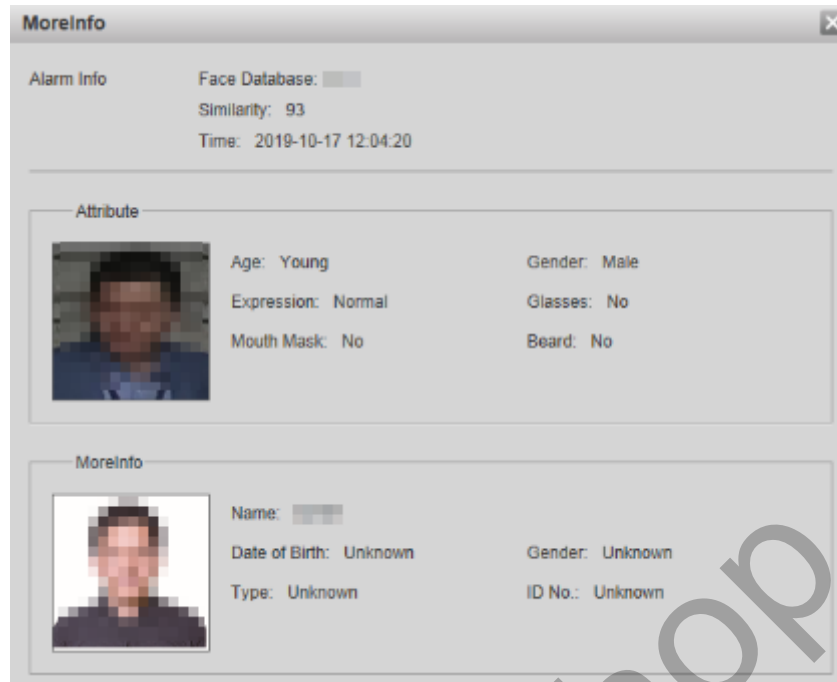 MoreInfo
Alarm Info Face Database:
Similarity: 93
Time: 2019-10-17 12:04:20
Attribute
Age: Young Gender: Male
Expression: Normal Glasses: No
Mouth Mask: No Beard: No
MoreInfo
Name:
Date of Birth: Unknown Gender: Unknown
Type: Unknown ID No.: Unknown